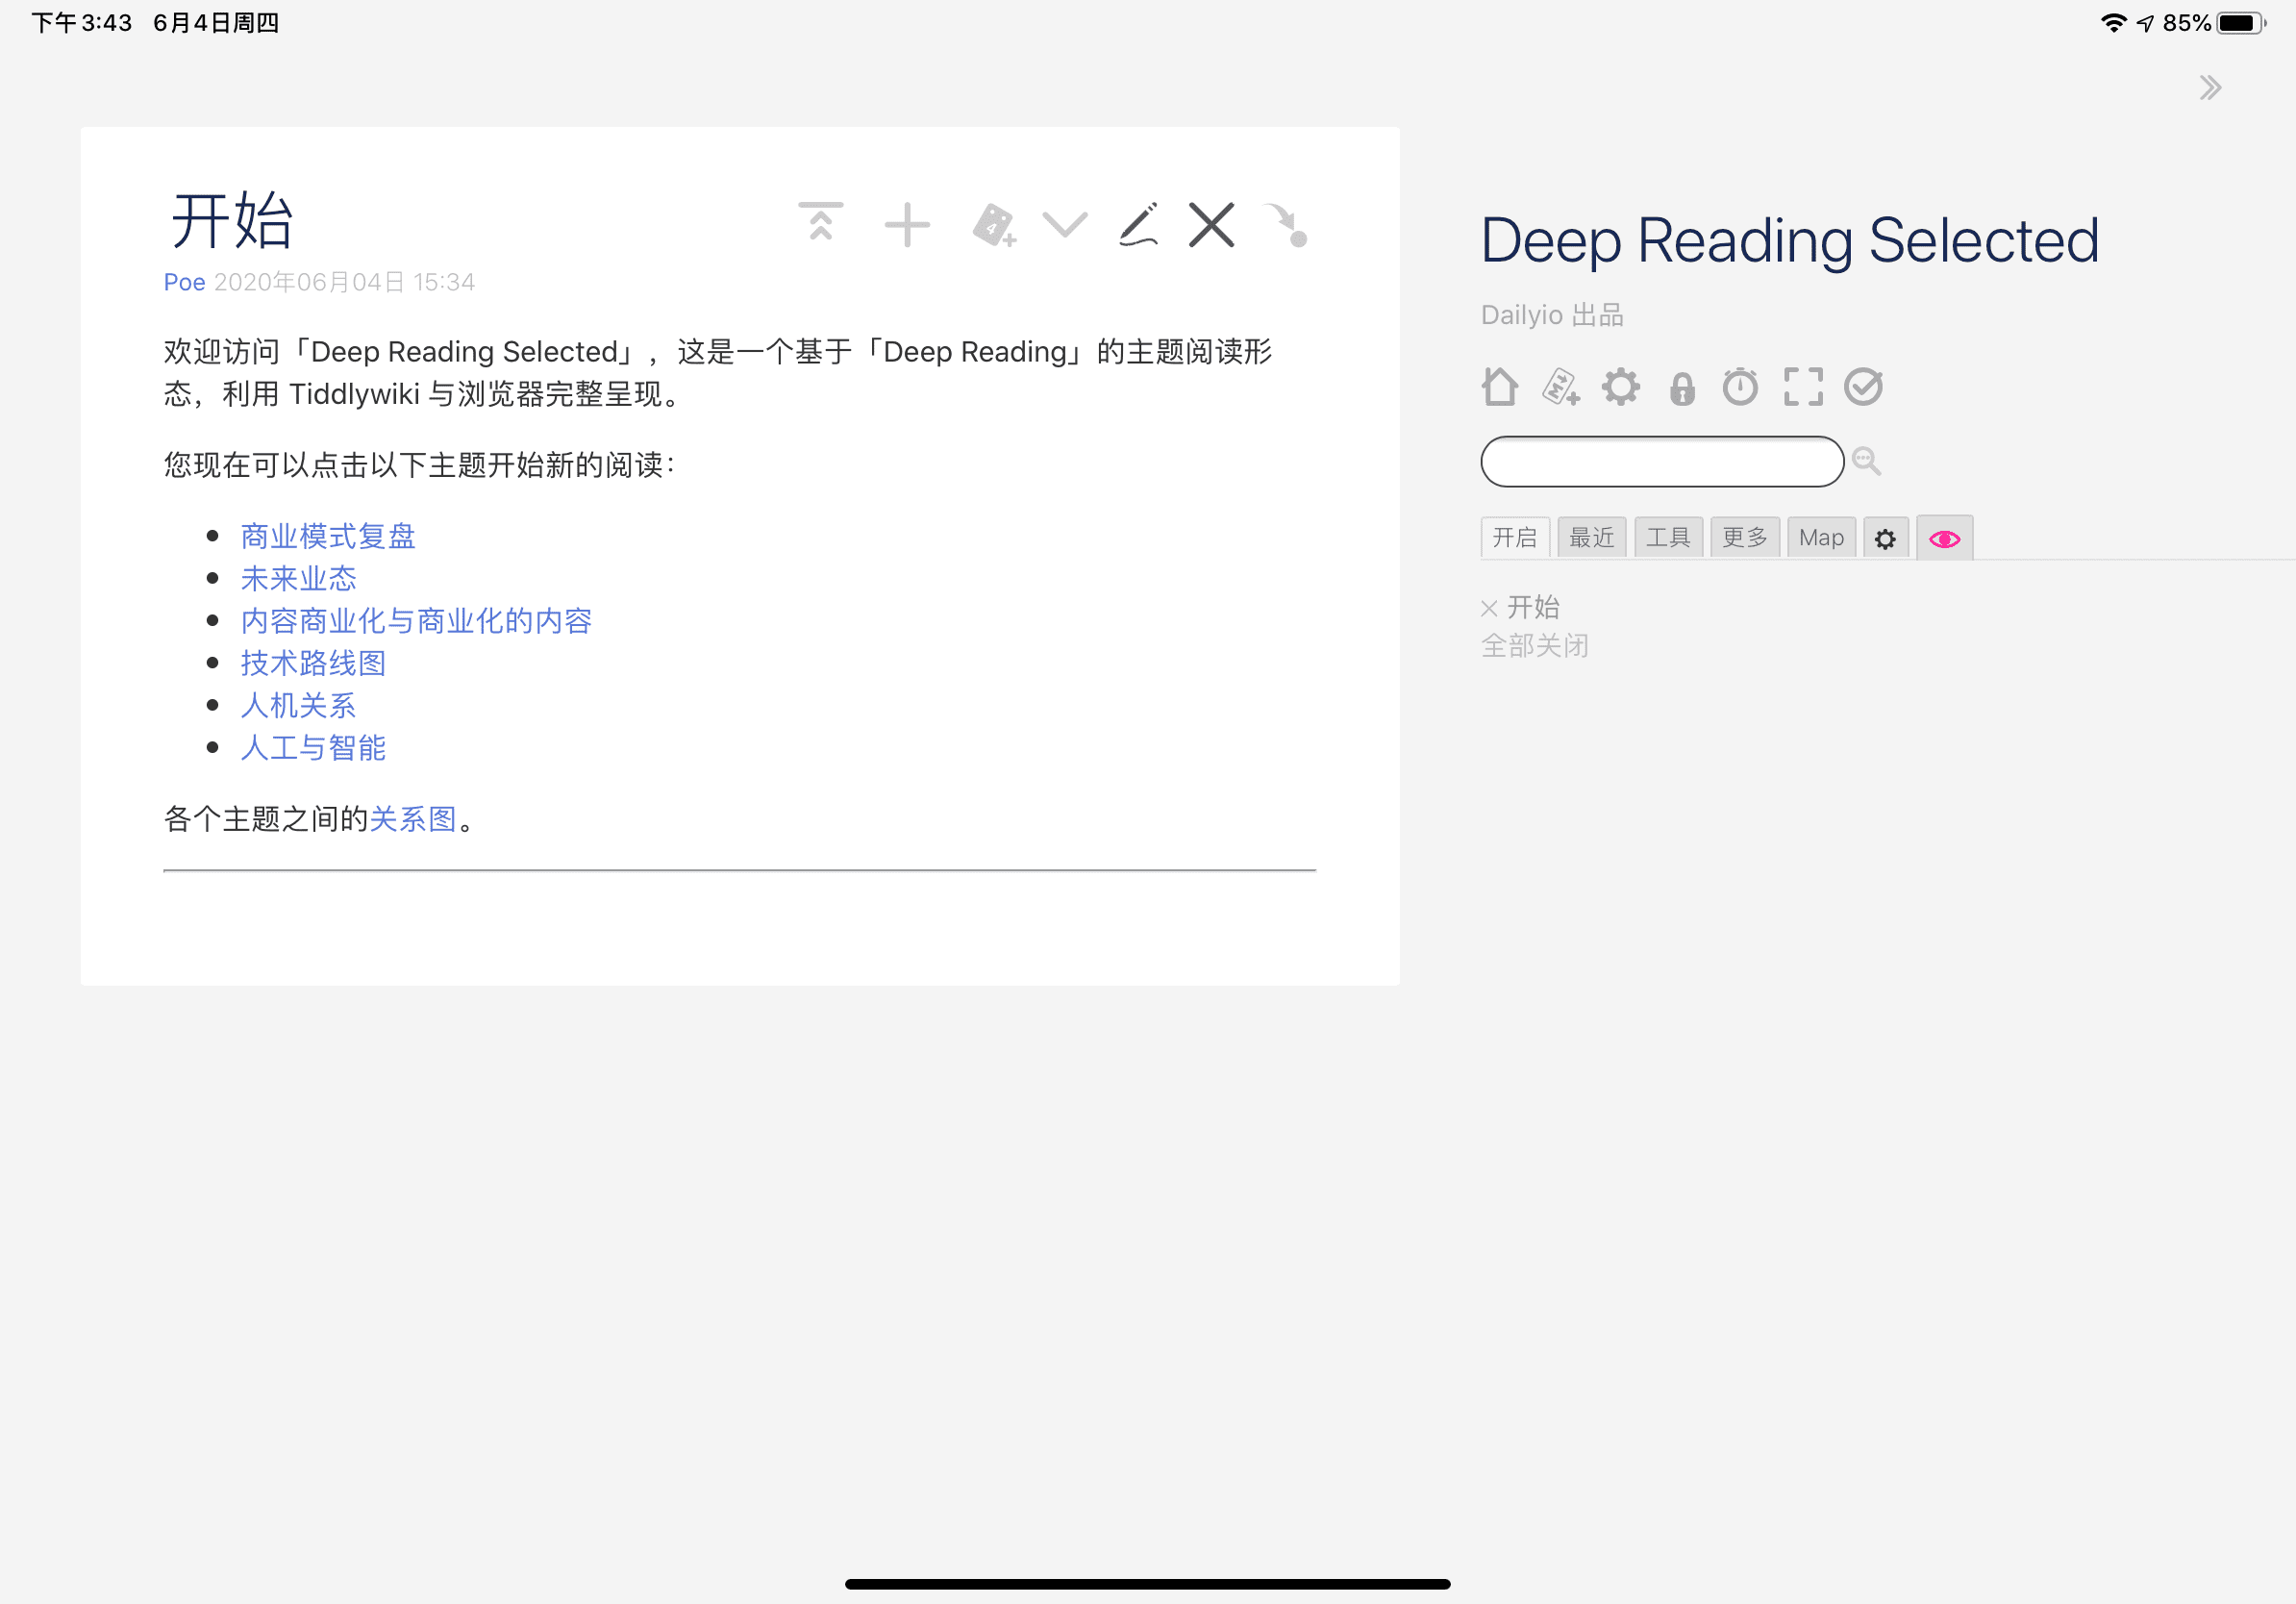 下午3:43 6月4日周四
85%
开始
Poe 2020年06月04日 15:34
欢迎访问「Deep Reading Selected」，这是一个基于「Deep Reading」的主题阅读形
态，利用 Tiddlywiki 与浏览器完整呈现。
您现在可以点击以下主题开始新的阅读：
商业模式复盘
未来业态
内容商业化与商业化的内容
技术路线图
人机关系
人工与智能
各个主题之间的关系图。
Deep Reading Selected
Dailyio 出品
开启 最近 工具 更多 Map
开始
全部关闭